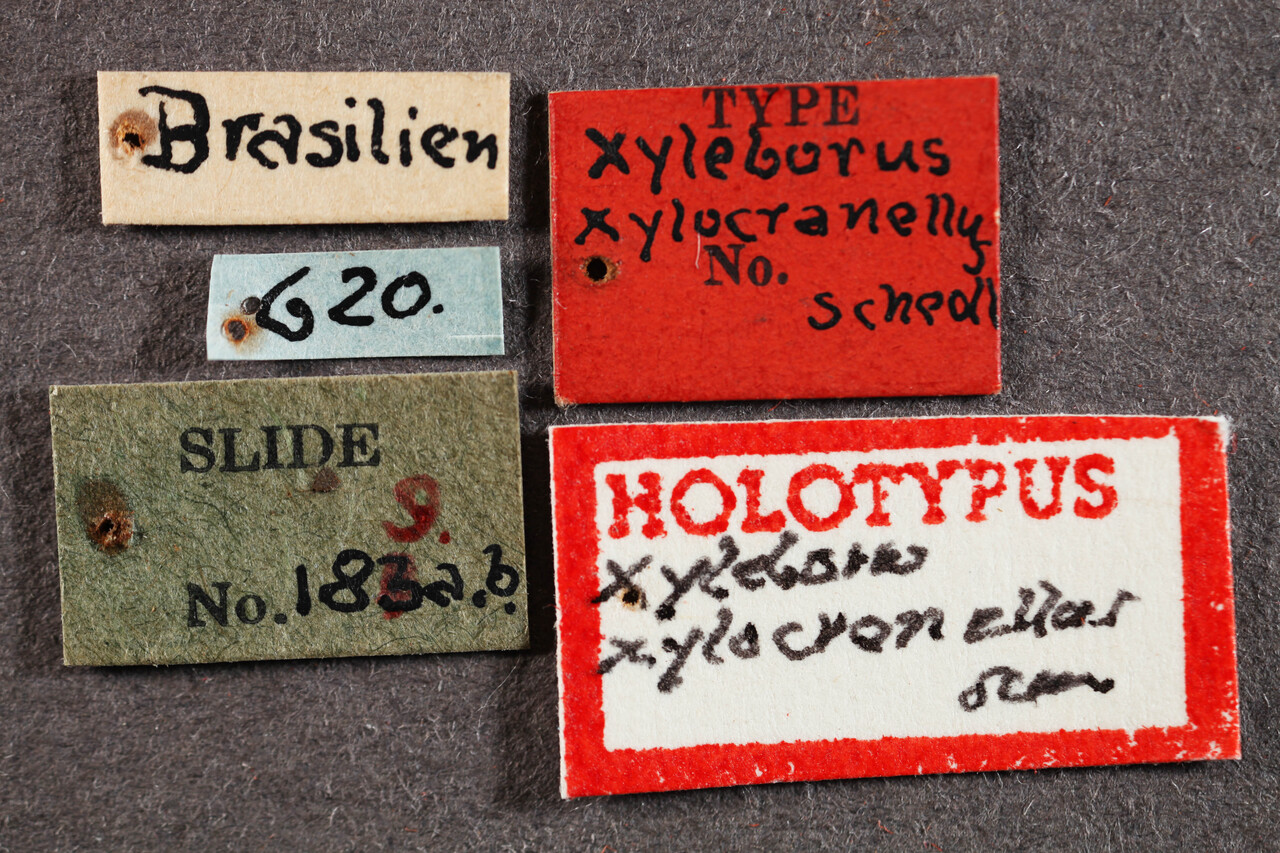 Brasilien
620.
SLIDE
9.
No. 183a.b.
TYPE
Xyleborus
xylocranellus
No.
Schedl
HOLOTYPUS
Xyleborus
xylocranellus